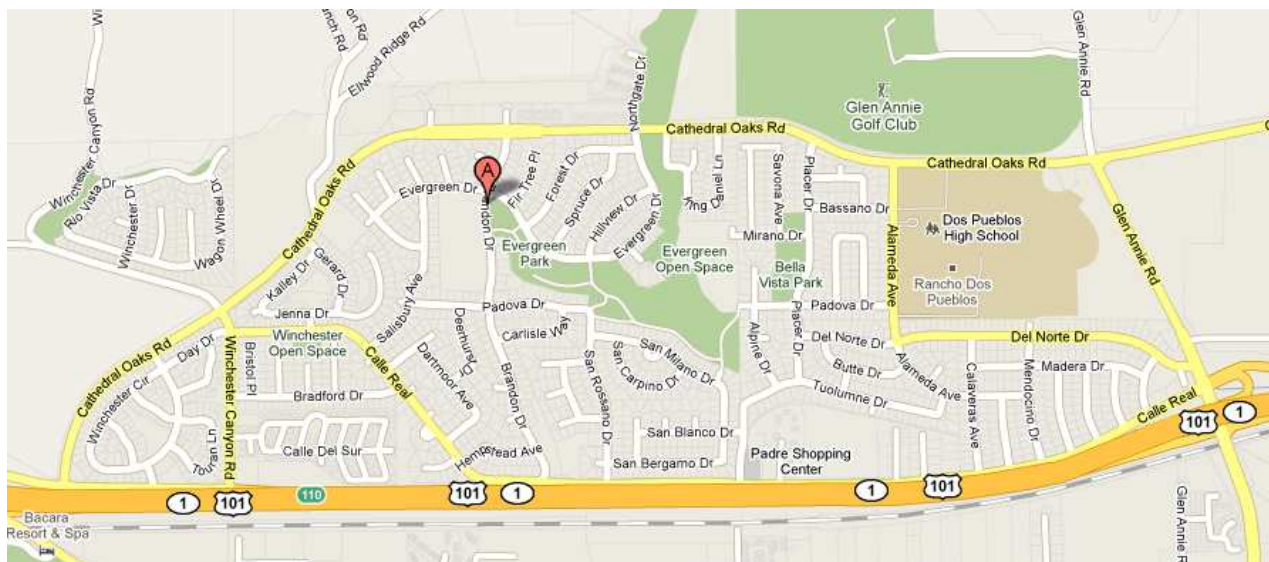 Winchester Canyon Rd
Rio Vista Dr
Winchester Dr
Wagon Wheel Dr
Elwood Ridge Rd
Cathedral Oaks Rd
Evergreen Dr
Fir Tree Pl
Forest Dr
Spruce Dr
Hillview Dr
Evergreen Dr
Northgate Dr
A
Evergreen
Park
Evergreen
Open Space
Cathedral Oaks Rd
Glen Annie
Golf Club
Glen Annie Rd
Cathedral Oaks Rd
Savona Ave
Placer Dr
Bassano Dr
Mirano Dr
Bella
Vista Park
Alameda Ave
Dos Pueblos
High School
Rancho Dos
Pueblos
Glen Annie Rd
Kalley Dr
Gerard Dr
Jenna Dr
Winchester
Open Space
Salisbury Ave
Padova Dr
Carlisle Way
Deerhurst Dr
Dartmoor Ave
Brandon Dr
San Rossano Dr
San Carpino Dr
San Milano Dr
San Blanco Dr
San Bergamo Dr
Padova Dr
Alpine Dr
Placer Dr
Del Norte Dr
Butte Dr
Tuolumne Dr
Alameda Ave
Del Norte Dr
Calaveras Ave
Mendocino Dr
Madera Dr
Calle Real
Cathedral Oaks Rd
Day Dr
Winchester Cir
Winchester Canyon Rd
Bristol Pl
Bradford Dr
Calle Real
Calle Del Sur
Hempstead Ave
Padre Shopping
Center
1
101
110
101
1
1
101
101
1
Bacara
Resort & Spa